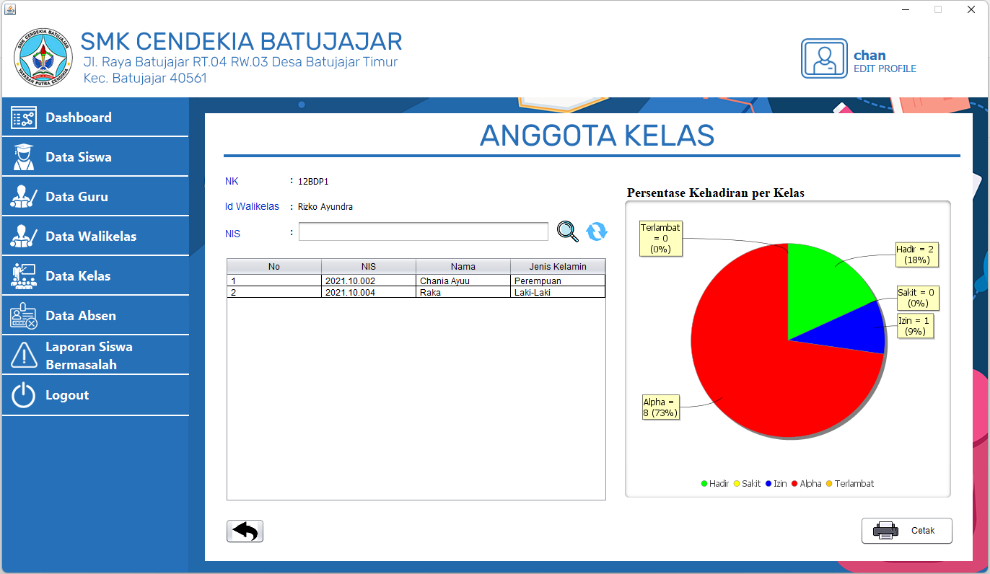 SMK CENDEKIA BATUJAJAR
Jl. Raya Batujajar RT.04 RW.03 Desa Batujajar Timur
Kec. Batujajar 40561
chan
EDIT PROFILE
Dashboard
Data Siswa
Data Guru
Data Walikelas
Data Kelas
Data Absen
Laporan Siswa
Bermasalah
Logout
ANGGOTA KELAS
NK : 12BDP1
Id Walikelas : Rizko Ayundra
NIS :
No NIS Nama Jenis Kelamin
1 2021.10.002 Chania Ayuu Perempuan
2 2021.10.004 Raka Laki-Laki
Persentase Kehadiran per Kelas
Terlambat
= 0
(0%)
Hadir = 2
(18%)
Sakit = 0
(0%)
Izin = 1
(9%)
Alpha =
8 (73%)
Hadir Sakit Izin Alpha Terlambat
Cetak